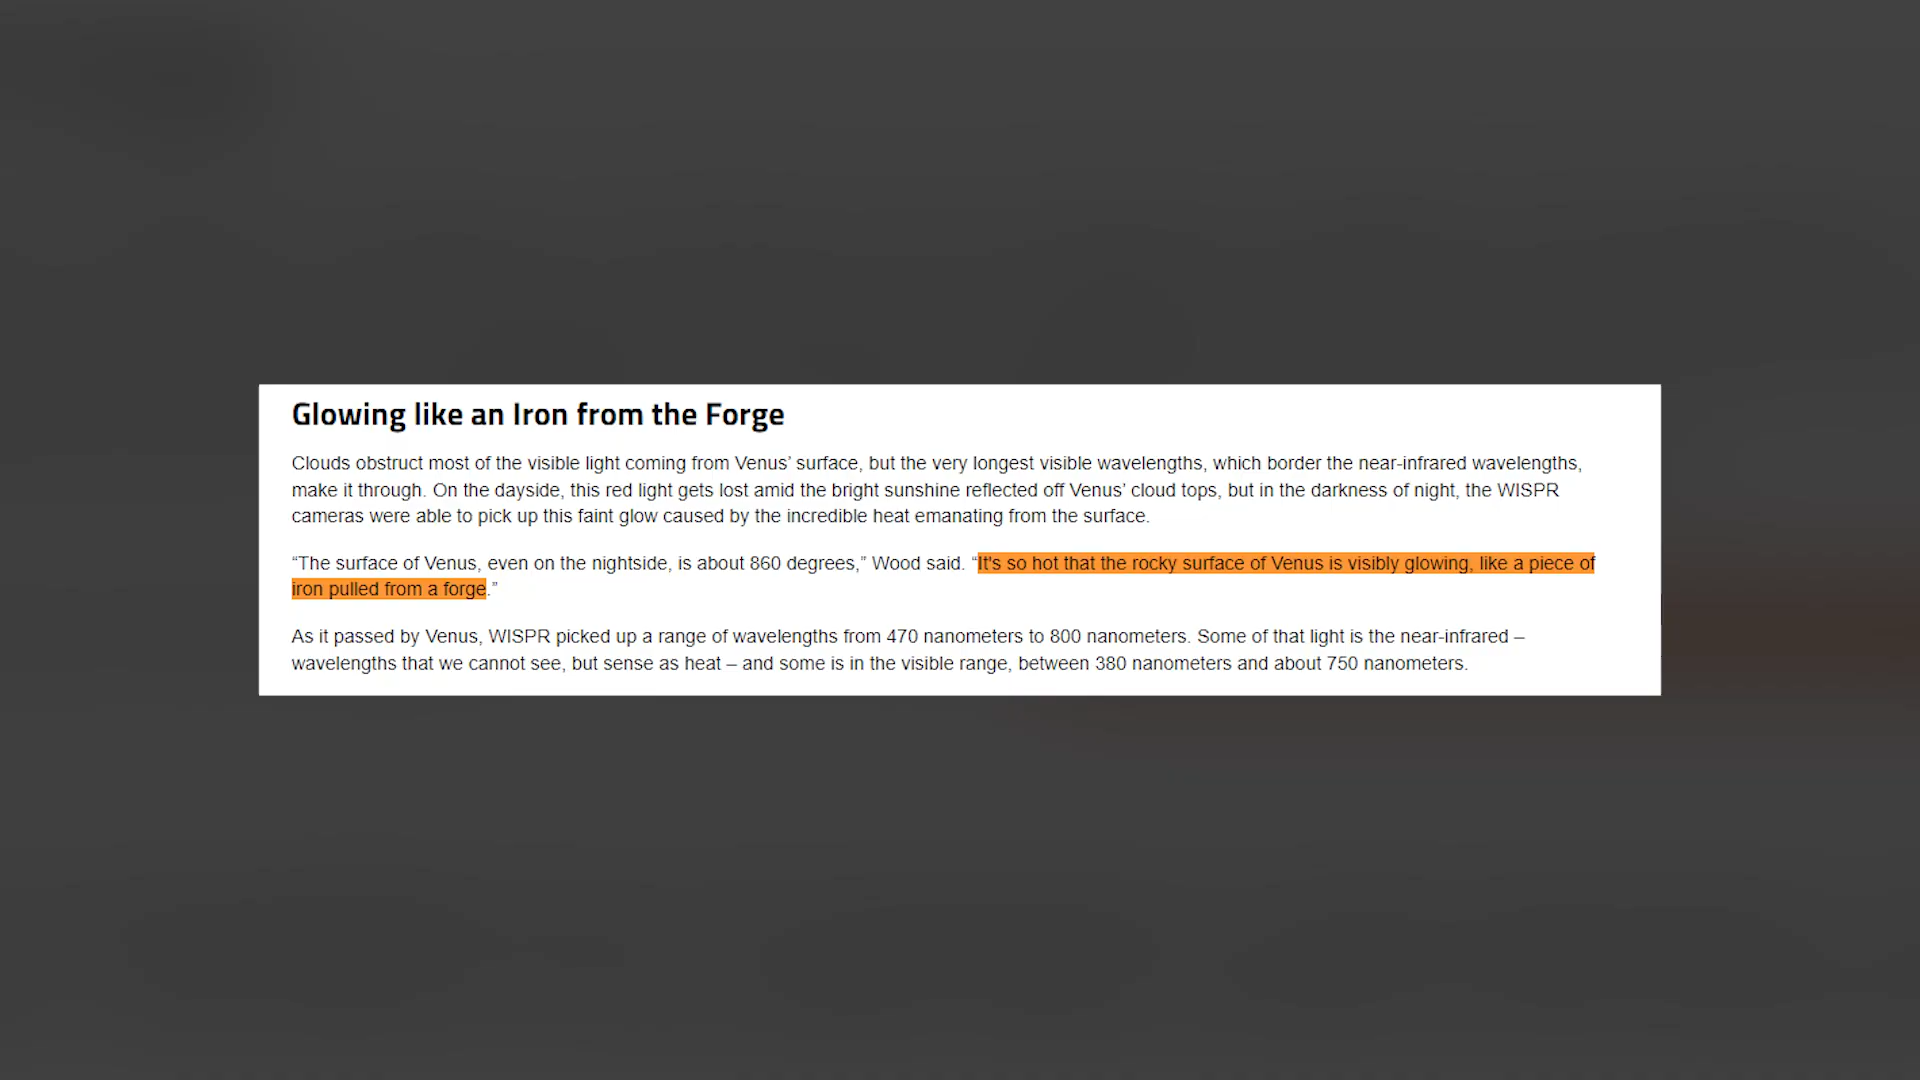 Glowing like an Iron from the Forge
Clouds obstruct most of the visible light coming from Venus’ surface, but the very longest visible wavelengths, which border the near-infrared wavelengths,
make it through. On the dayside, this red light gets lost amid the bright sunshine reflected off Venus’ cloud tops, but in the darkness of night, the WISPR
cameras were able to pick up this faint glow caused by the incredible heat emanating from the surface.
“The surface of Venus, even on the nightside, is about 860 degrees,” Wood said. “It's so hot that the rocky surface of Venus is visibly glowing, like a piece of
iron pulled from a forge.”
As it passed by Venus, WISPR picked up a range of wavelengths from 470 nanometers to 800 nanometers. Some of that light is the near-infrared –
wavelengths that we cannot see, but sense as heat – and some is in the visible range, between 380 nanometers and about 750 nanometers.